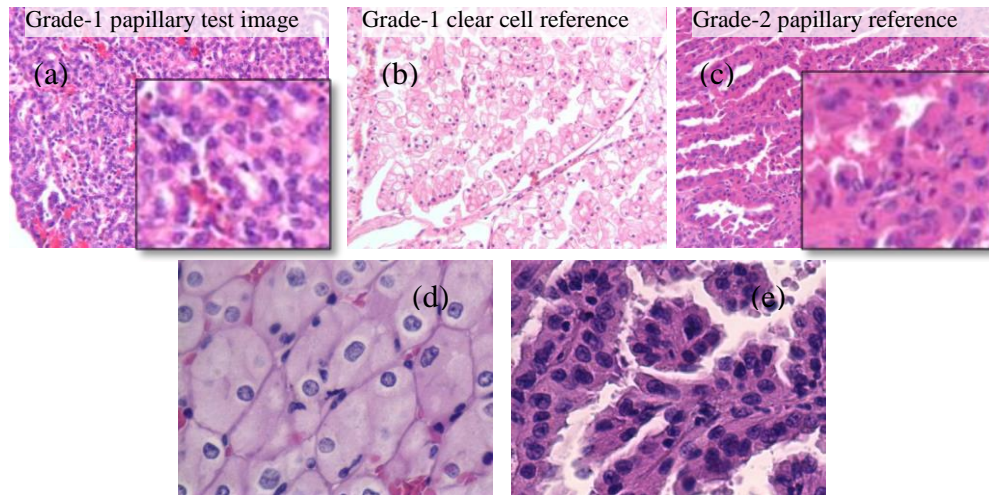 Grade-1 papillary test image
Grade-1 clear cell reference
Grade-2 papillary reference
(a)
(b)
(c)
(d)
(e)